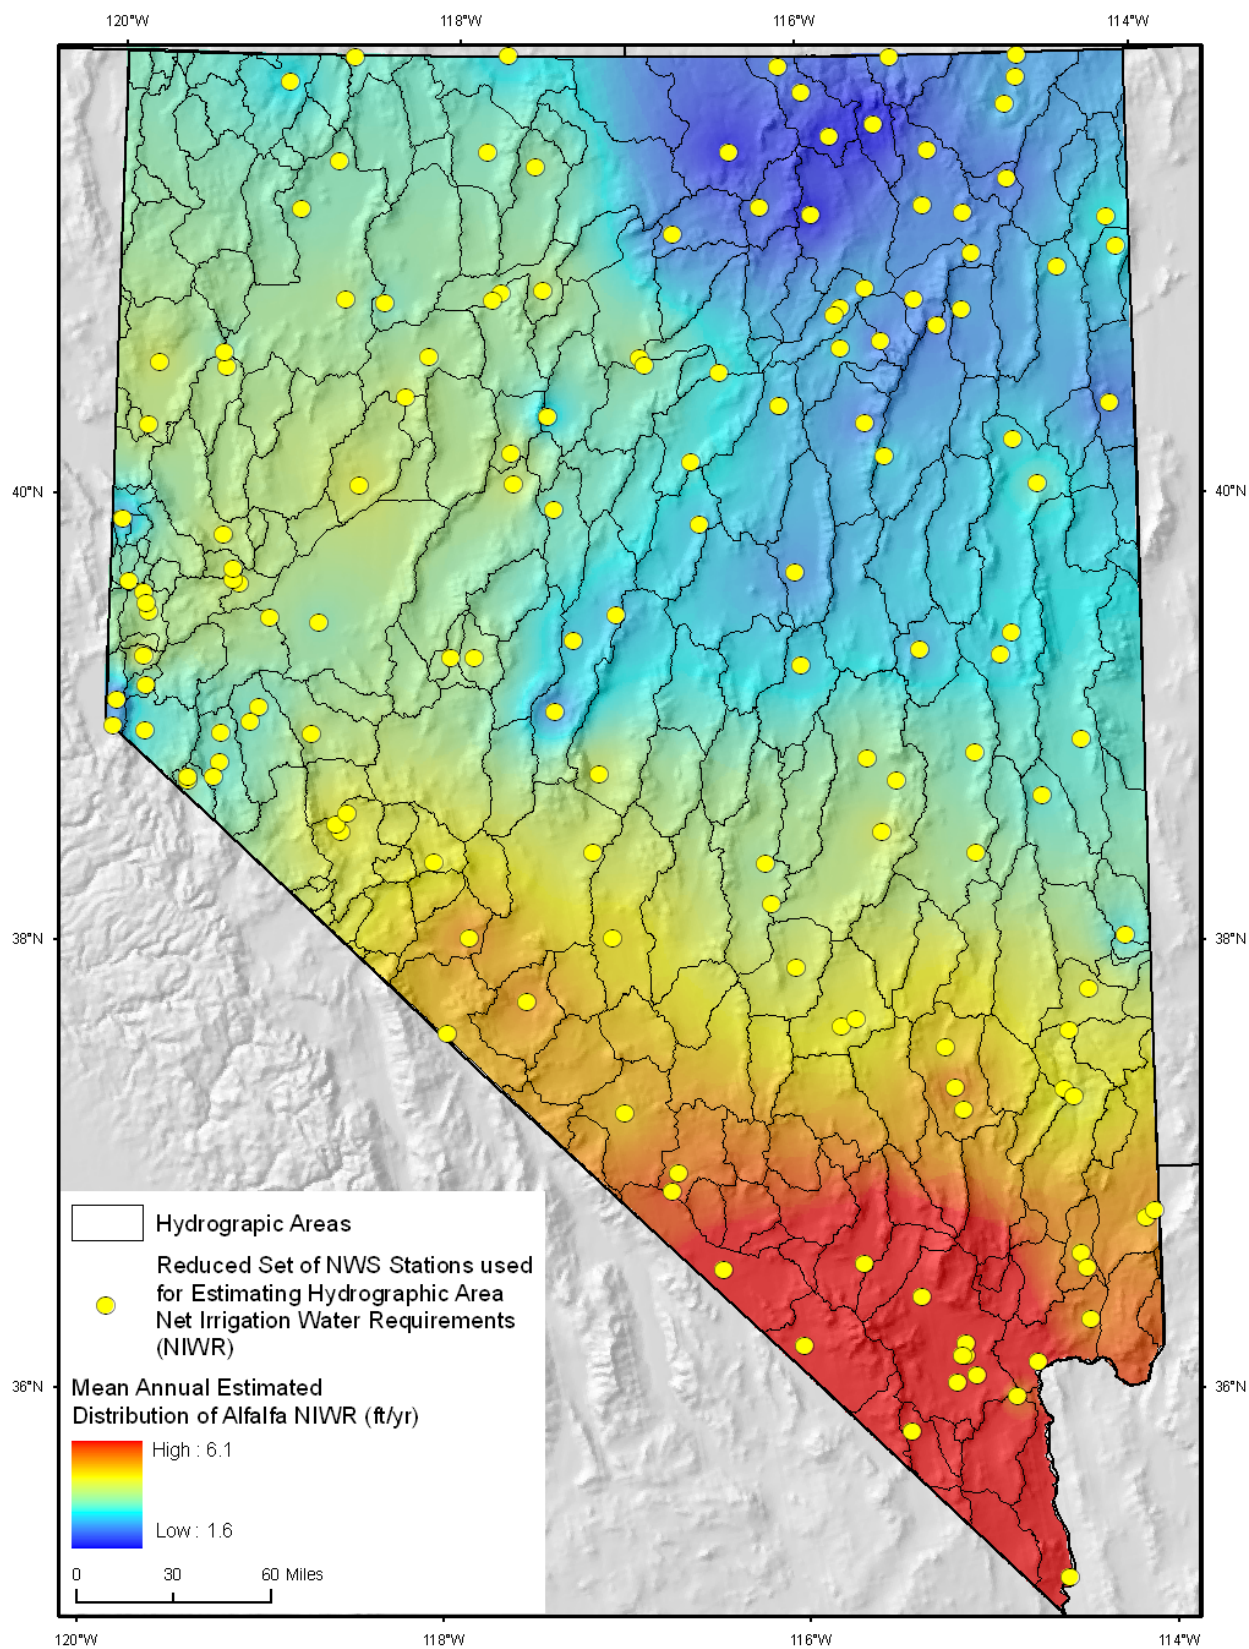 120°W 118°W 116°W 114°W
40°N 40°N
38°N 38°N
36°N 36°N
Hydrograpic Areas
Reduced Set of NWS Stations used
for Estimating Hydrographic Area
Net Irrigation Water Requirements
(NIWR)
Mean Annual Estimated
Distribution of Alfalfa NIWR (ft/yr)
High : 6.1
Low : 1.6
0 30 60 Miles
120°W 118°W 116°W 114°W